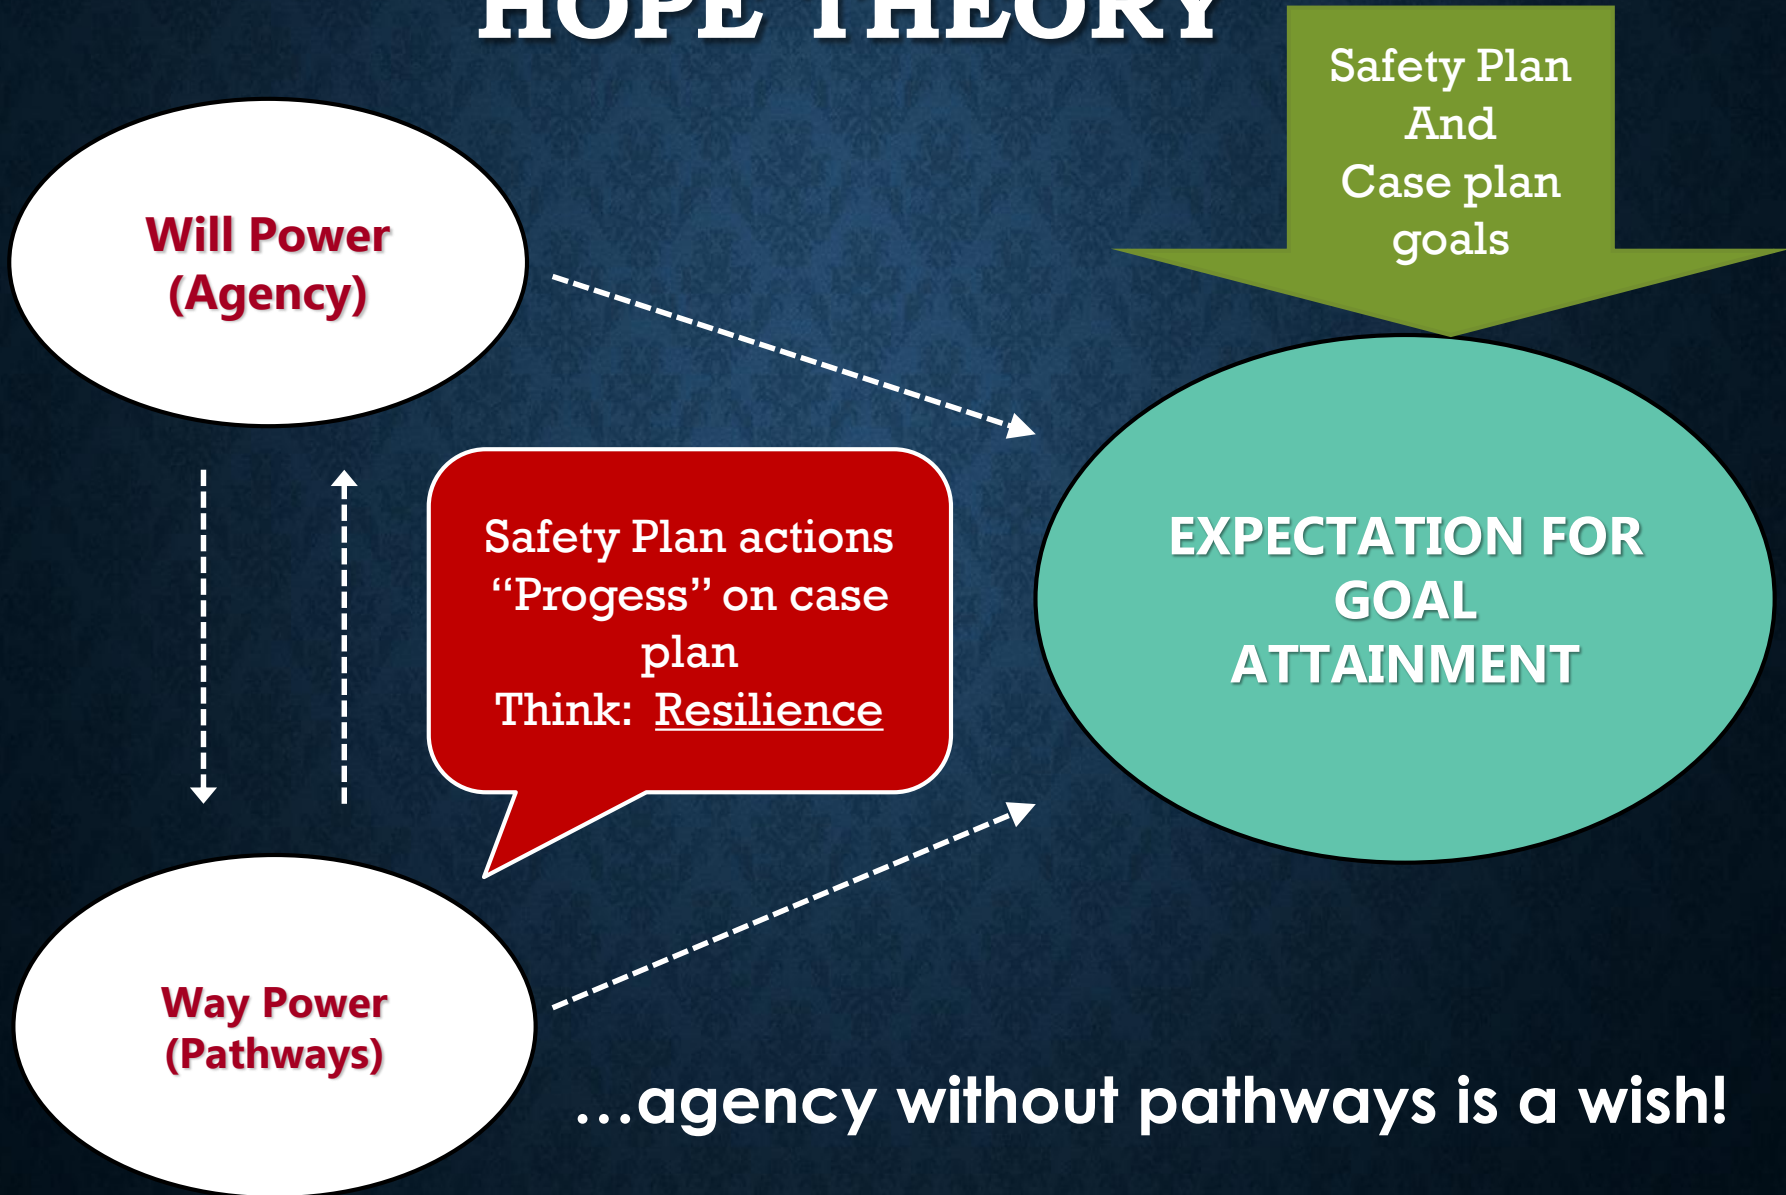 HOPE THEORY
Safety Plan
And
Case plan
goals
Will Power
(Agency)
Safety Plan actions
“Progess” on case
plan
Think: Resilience
EXPECTATION FOR
GOAL
ATTAINMENT
Way Power
(Pathways)
...agency without pathways is a wish!